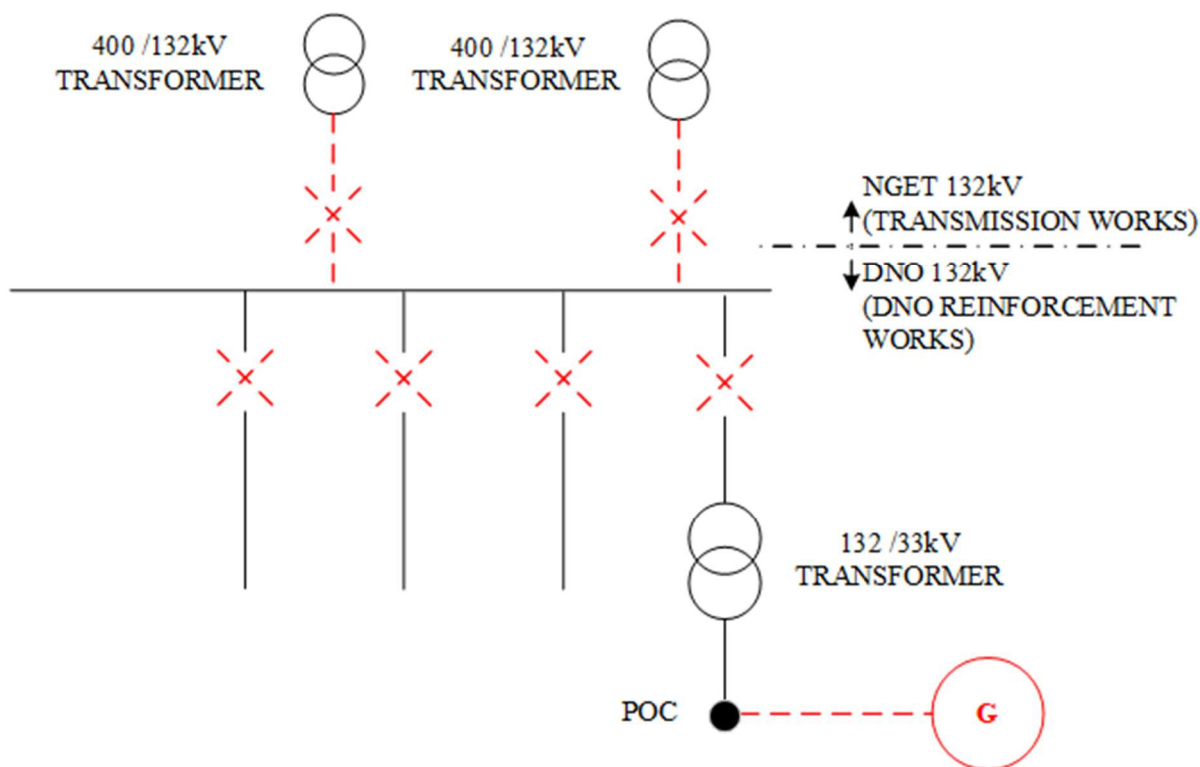 400 /132kV
TRANSFORMER
400 /132kV
TRANSFORMER
NGET 132kV
(TRANSMISSION WORKS)
DNO 132kV
(DNO REINFORCEMENT
WORKS)
132 /33kV
TRANSFORMER
POC
G